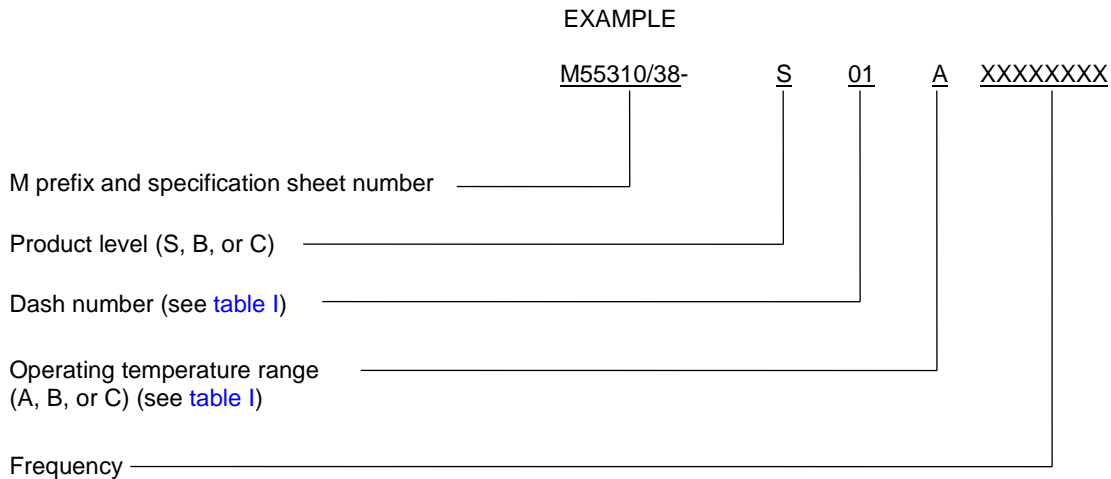 EXAMPLE
M55310/38- S 01 A XXXXXXXX
M prefix and specification sheet number
Product level (S, B, or C)
Dash number (see table I)
Operating temperature range
(A, B, or C) (see table I)
Frequency